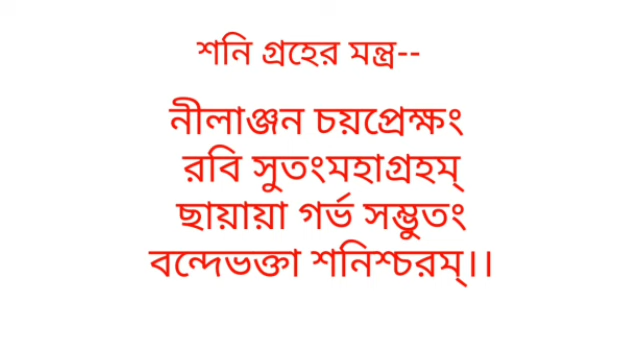 শনি গ্রহের মন্ত্র--
নীলাঞ্জন চয়প্রেক্ষং
রবি সুতংমহাগ্রহম্
ছায়ায়া গর্ভ সম্ভুতং
বন্দেভক্তা শনিশ্চরম্।।